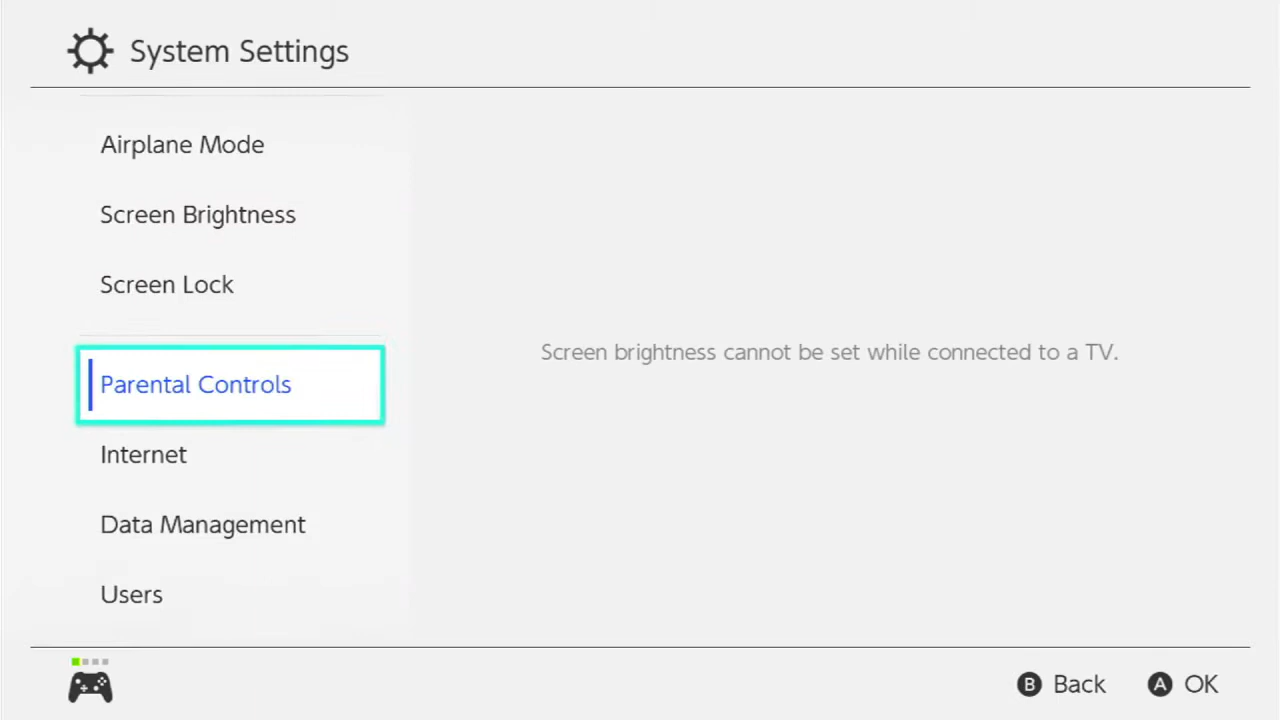 System Settings
Airplane Mode
Screen Brightness
Screen Lock
Parental Controls
Internet
Data Management
Users
Screen brightness cannot be set while connected to a TV.
B Back A OK